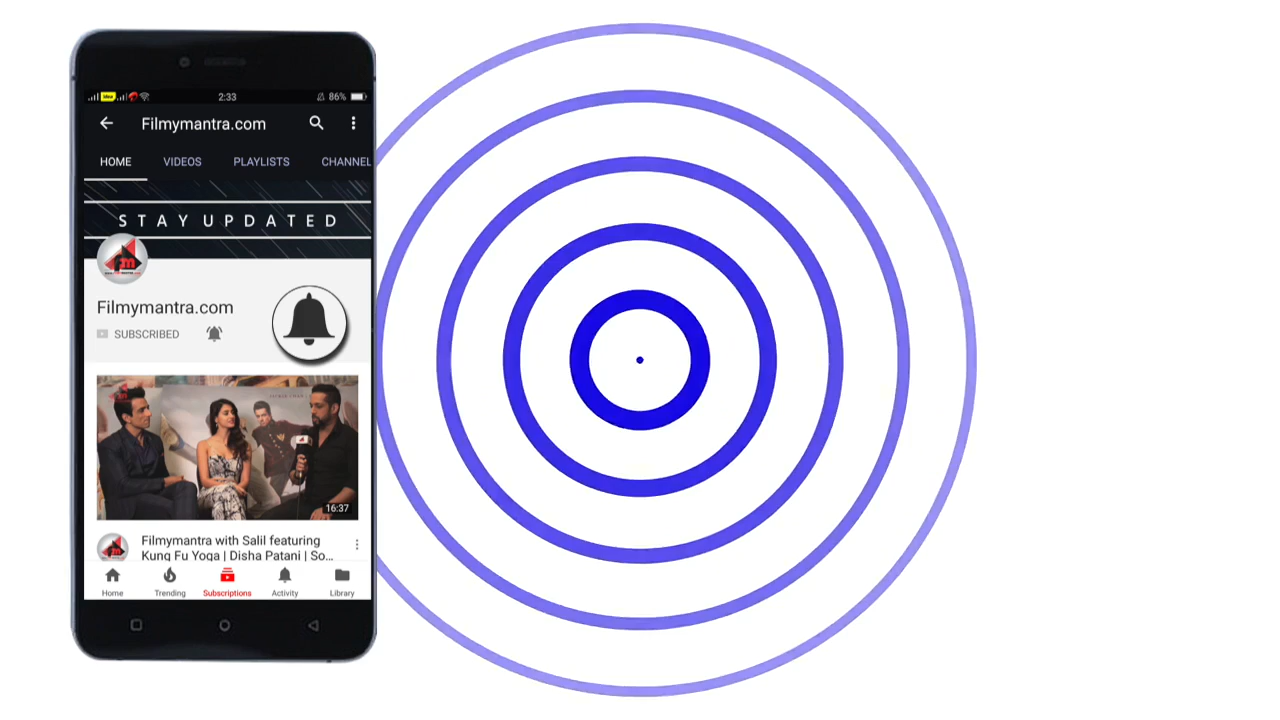 2:33
86%
Filmymantra.com
HOME VIDEOS PLAYLISTS CHANNEL
STAY UPDATED
fm
Filmymantra.com
SUBSCRIBED
16:37
Filmymantra with Salil featuring
Kung Fu Yoga | Disha Patani | So...
Home Trending Subscriptions Activity Library